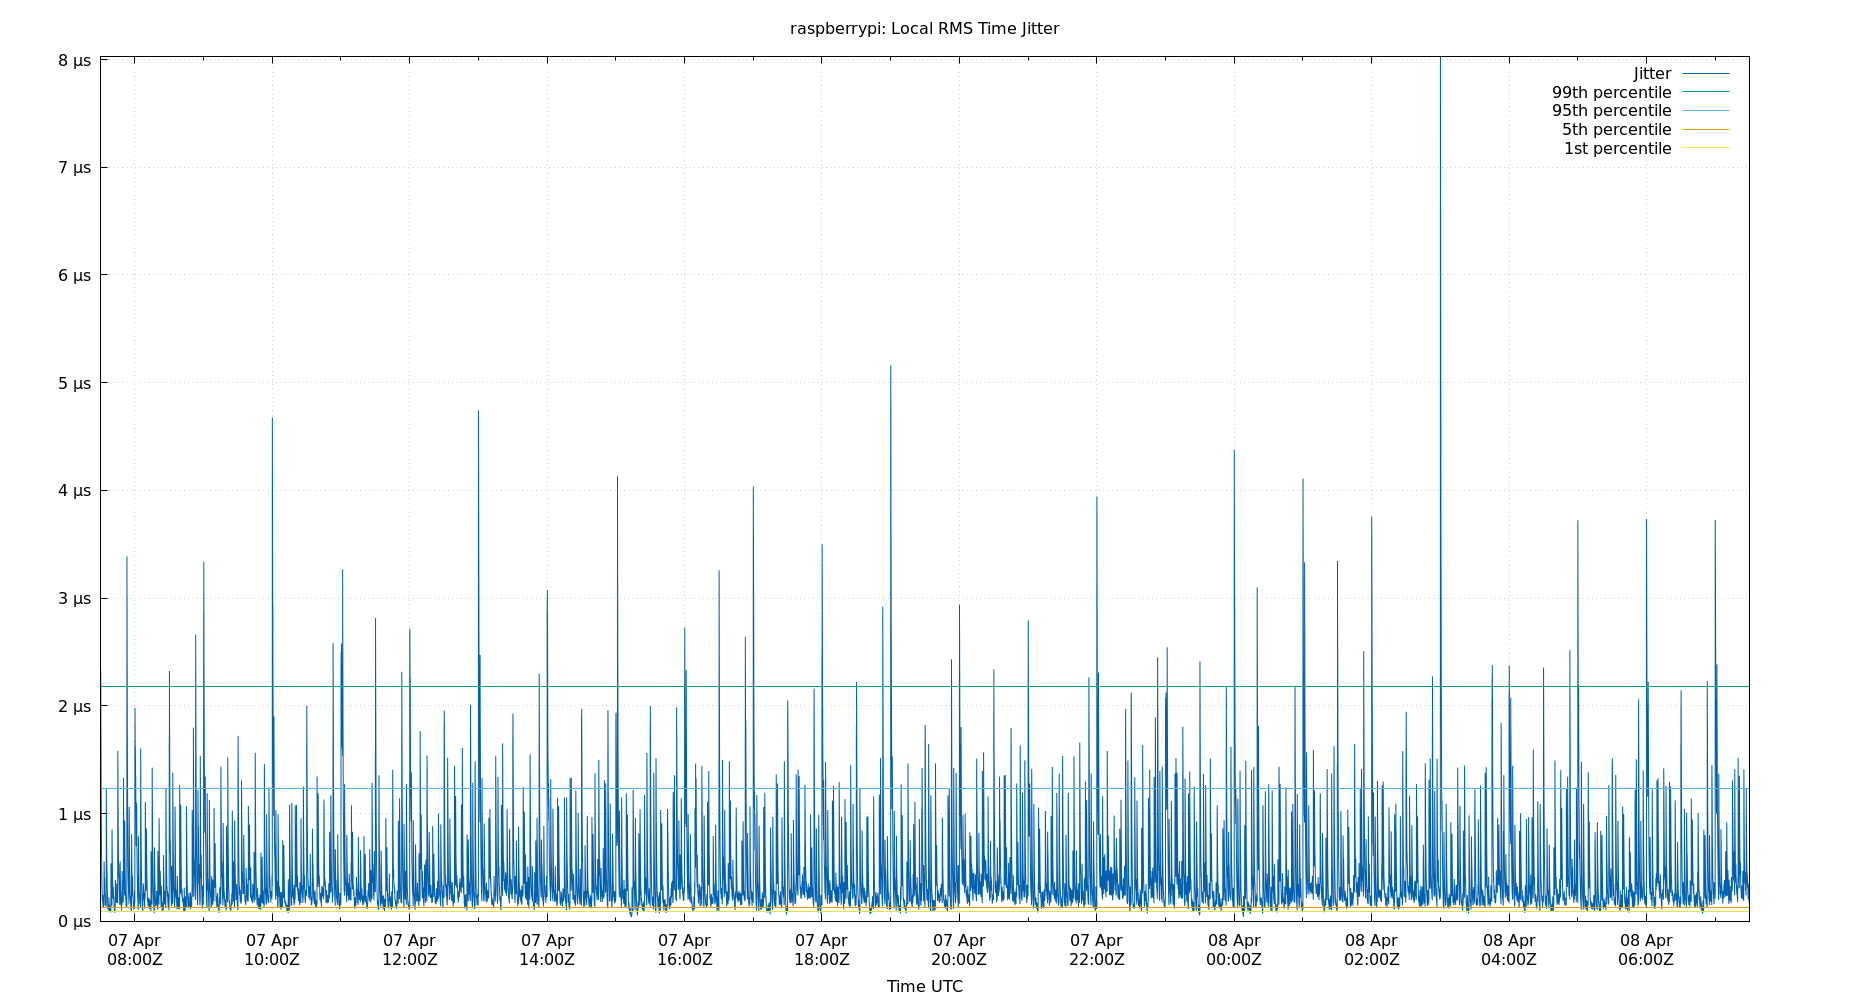 raspberrypi: Local RMS Time Jitter
8 µs
7 µs
6 µs
5 µs
4 µs
3 µs
2 µs
1 µs
0 µs
Jitter
99th percentile
95th percentile
5th percentile
1st percentile
07 Apr 07 Apr 07 Apr 07 Apr 07 Apr 07 Apr 07 Apr 07 Apr 08 Apr 08 Apr 08 Apr 08 Apr
08:00Z 10:00Z 12:00Z 14:00Z 16:00Z 18:00Z 20:00Z 22:00Z 00:00Z 02:00Z 04:00Z 06:00Z
Time UTC